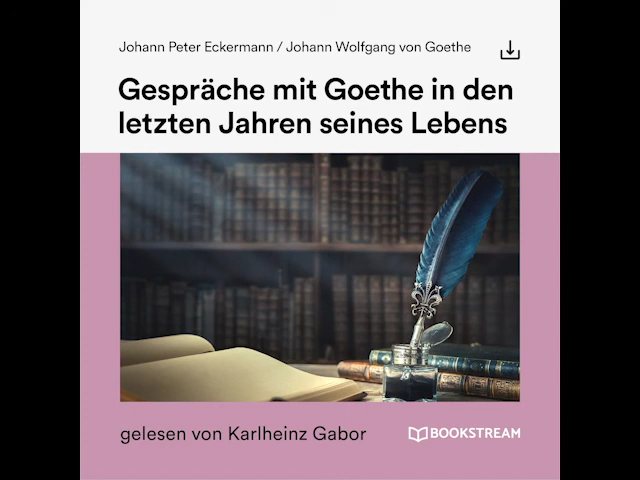 Johann Peter Eckermann / Johann Wolfgang von Goethe
Gespräche mit Goethe in den
letzten Jahren seines Lebens
gelesen von Karlheinz Gabor
BOOKSTREAM